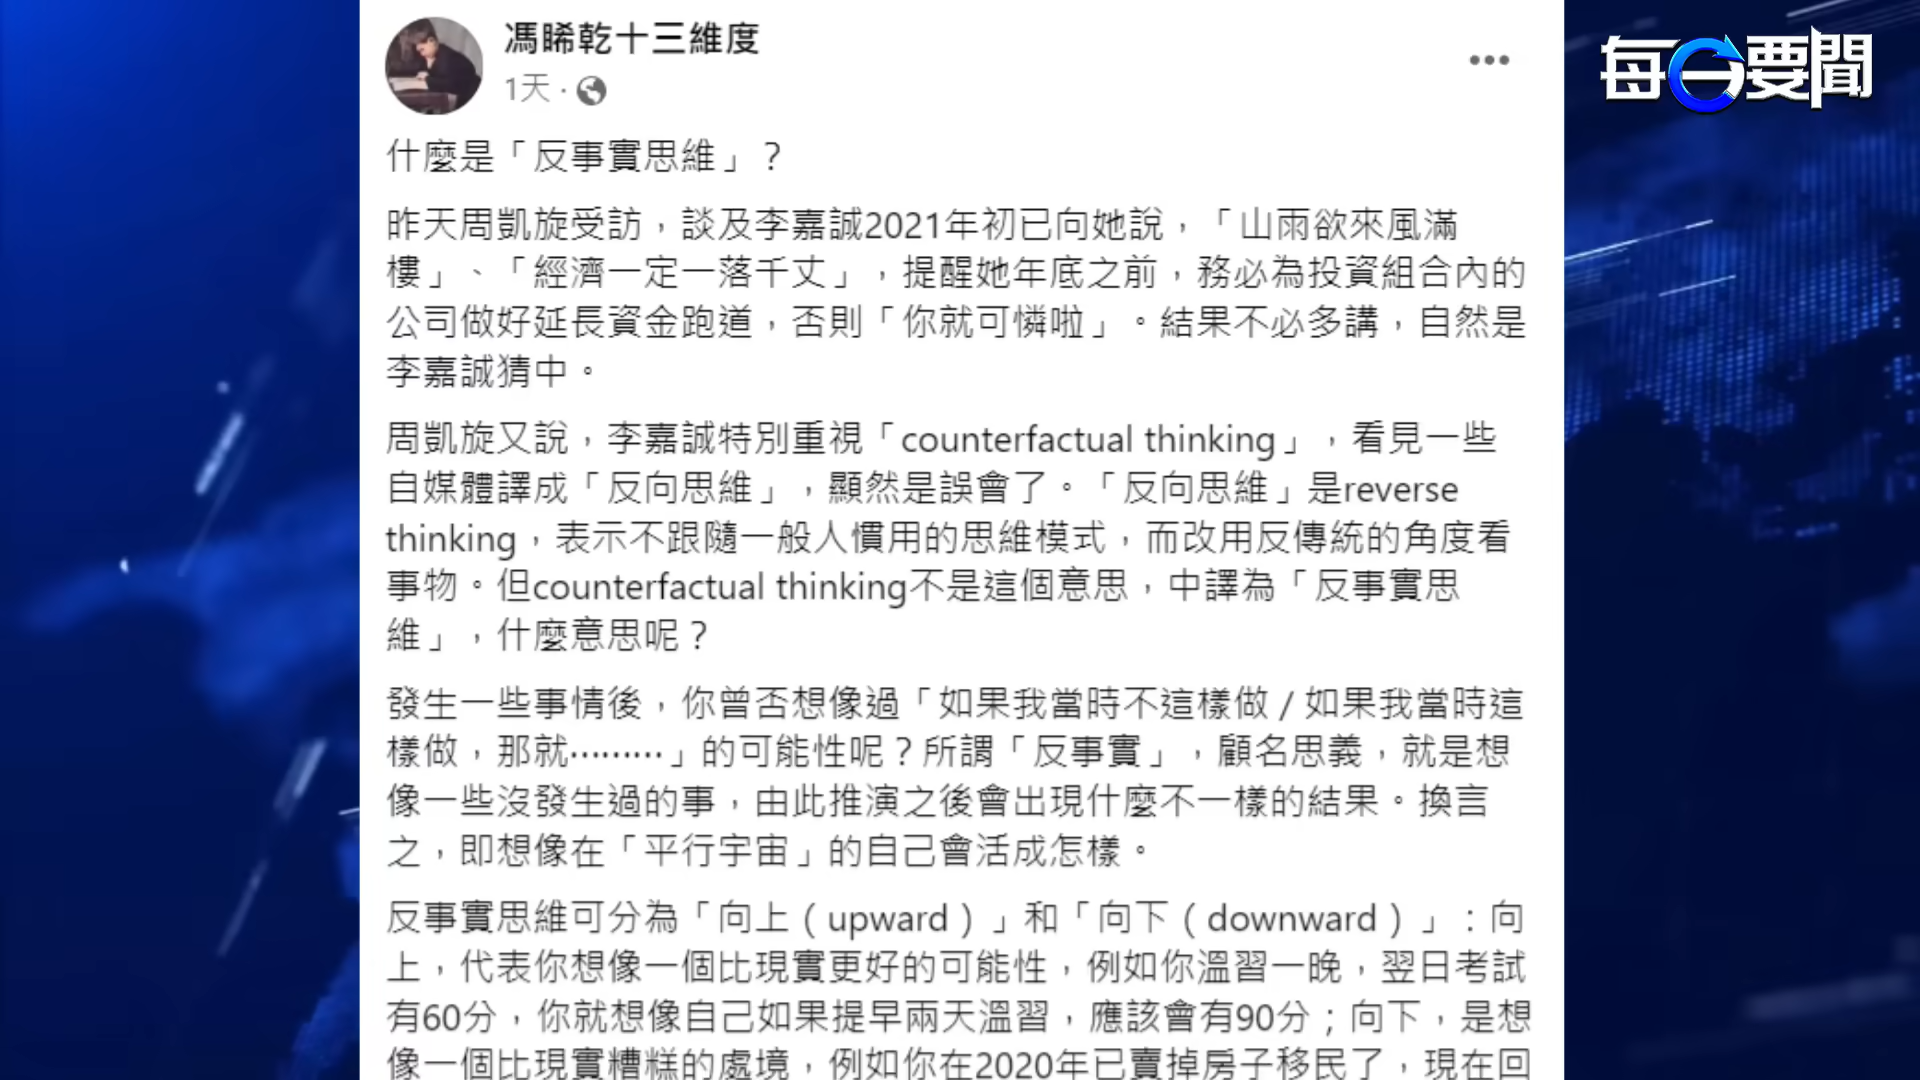 馮睎乾十三維度
每日要聞
1天 ·
什麼是「反事實思維」？
昨天周凱旋受訪，談及李嘉誠2021年初已向她說，「山雨欲來風滿
樓」、「經濟一定一落千丈」，提醒她年底之前，務必為投資組合內的
公司做好延長資金跑道，否則「你就可憐啦」。結果不必多講，自然是
李嘉誠猜中。
周凱旋又說，李嘉誠特別重視「counterfactual thinking」，看見一些
自媒體譯成「反向思維」，顯然是誤會了。「反向思維」是reverse
thinking，表示不跟隨一般人慣用的思維模式，而改用反傳統的角度看
事物。但counterfactual thinking不是這個意思，中譯為「反事實思
維」，什麼意思呢？
發生一些事情後，你曾否想像過「如果我當時不這樣做／如果我當時這
樣做，那就………」的可能性呢？所謂「反事實」，顧名思義，就是想
像一些沒發生過的事，由此推演之後會出現什麼不一樣的結果。換言
之，即想像在「平行宇宙」的自己會活成怎樣。
反事實思維可分為「向上（upward）」和「向下（downward）」：向
上，代表你想像一個比現實更好的可能性，例如你溫習一晚，翌日考試
有60分，你就想像自己如果提早兩天溫習，應該會有90分；向下，是想
像一個比現實糟糕的處境，例如你在2020年已賣掉房子移民了，現在回